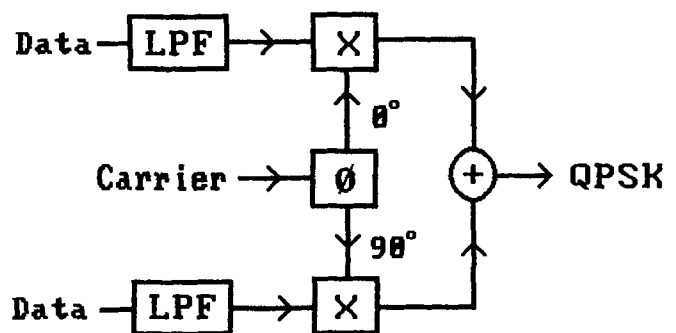 Data LPF X
0°
Carrier Ø + QPSK
90°
Data LPF X